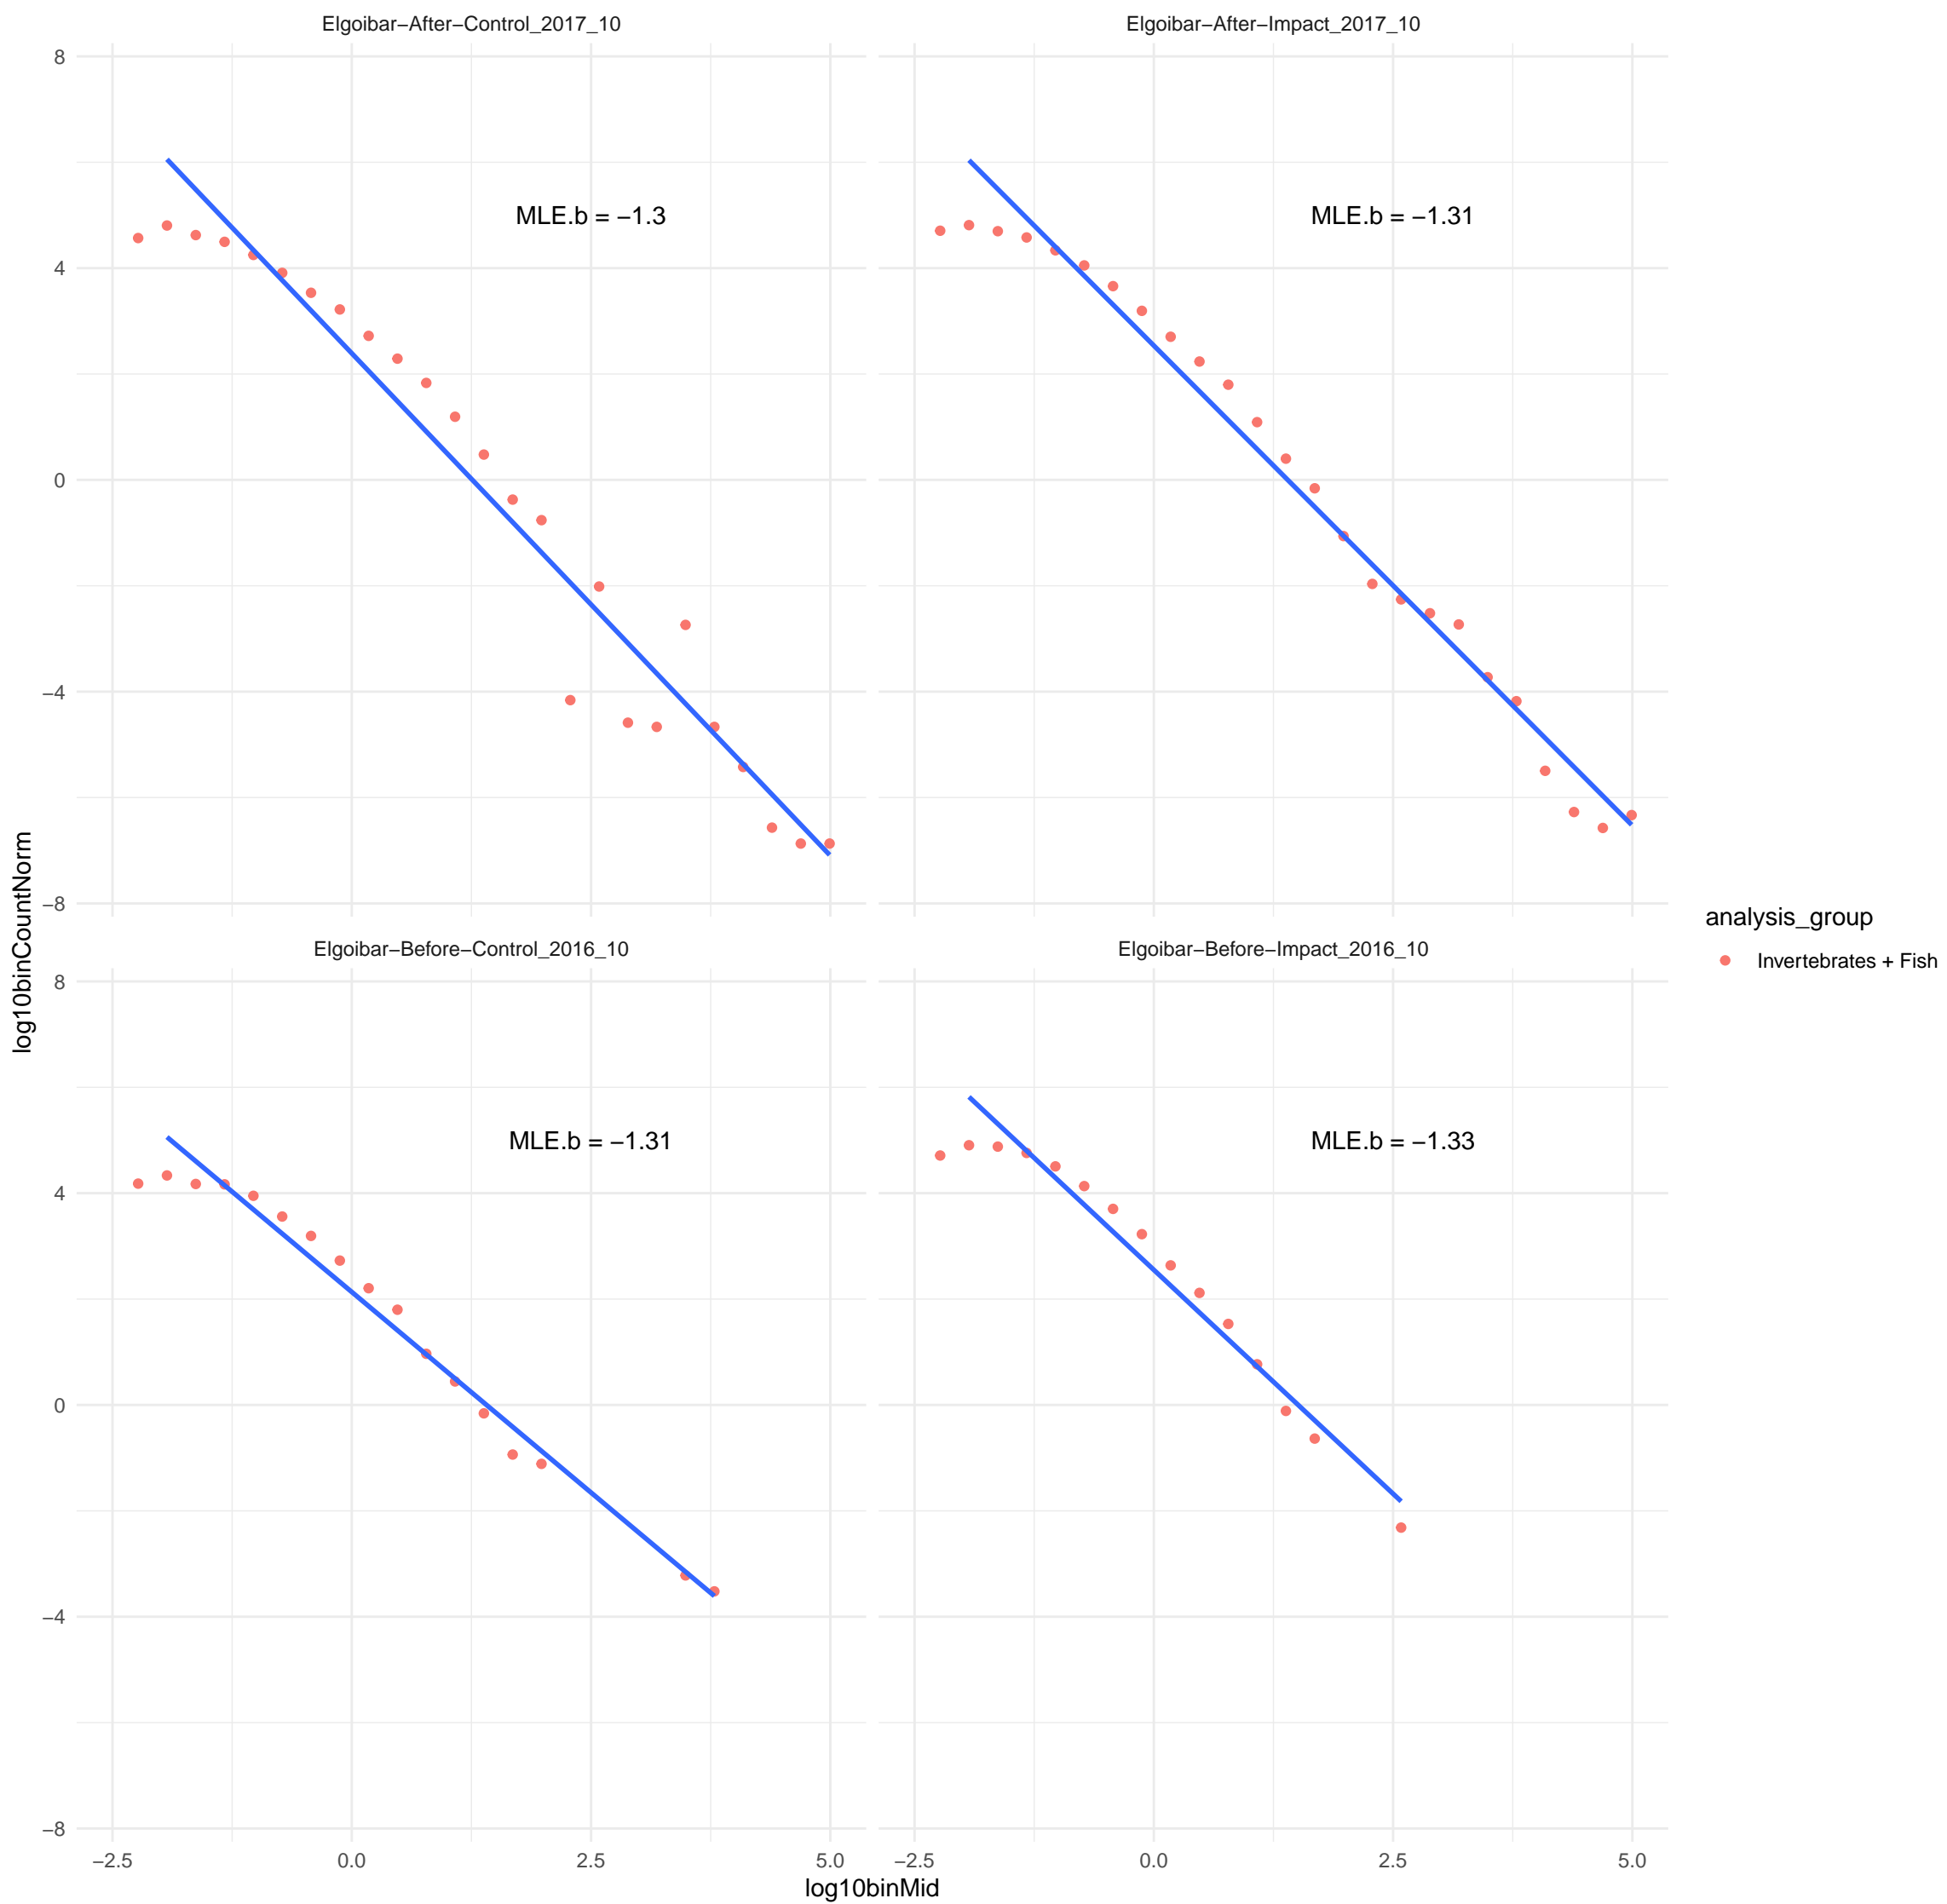 Elgoibar−After−Control_2017_10
Elgoibar−After−Impact_2017_10
8
4
0
−4
−8
MLE.b = −1.3
MLE.b = −1.31
log10binCountNorm
Elgoibar−Before−Control_2016_10
Elgoibar−Before−Impact_2016_10
8
4
0
−4
−8
MLE.b = −1.31
MLE.b = −1.33
−2.5 0.0 2.5 5.0
−2.5 0.0 2.5 5.0
log10binMid
analysis_group
Invertebrates + Fish